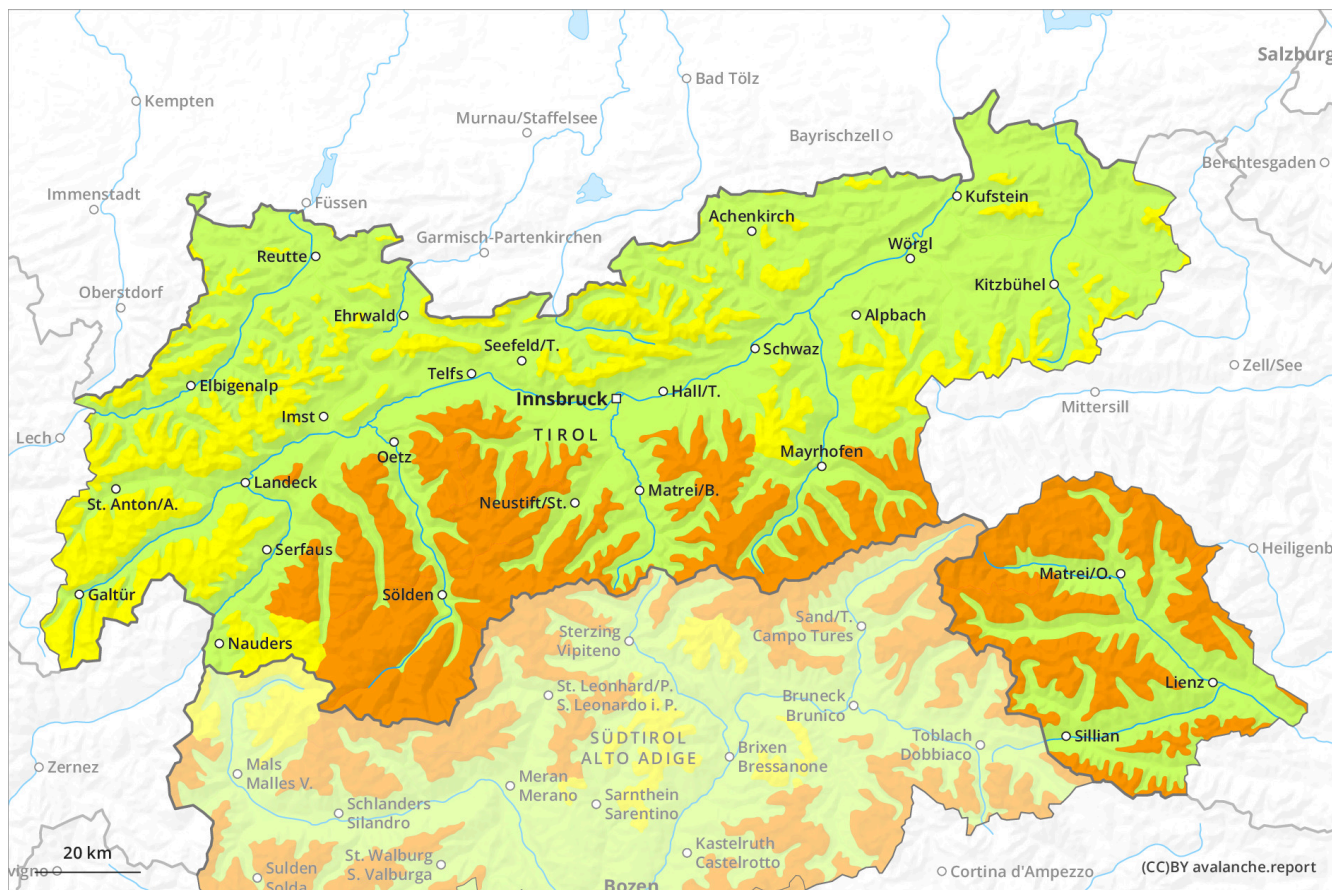 Salzburg
Bad Tölz
Kempten
Murnau/Staffelsee
Bayrischzell
Berchtesgaden
Immenstadt
Füssen
Kufstein
Achenkirch
Garmisch-Partenkirchen
Wörgl
Reutte
Kitzbühel
Oberstdorf
Ehrwald
Alpbach
Seefeld/T.
Schwaz
Zell/See
Telfs
Elbigenalp
Innsbruck
Hall/T.
Mittersill
Imst
Lech
TIROL
Oetz
Mayrhofen
Landeck
Matrei/B.
St. Anton/A.
Neustift/St.
Serfaus
Heiligenb
Matrei/O.
Galtür
Sölden
Sand/T.
Campo Tures
Sterzing
Vipiteno
Nauders
Lienz
St. Leonhard/P.
S. Leonardo i. P.
Bruneck
Brunico
Sillian
SÜDTIROL
ALTO ADIGE
Toblach
Dobbiaco
Brixen
Bressanone
Zernez
Mals
Malles V.
Meran
Merano
Sarnthein
Sarentino
Schlanders
Silandro
Kastelruth
Castelrotto
20 km
St. Walburg
S. Valburga
vigno
Sulden
Solda
Bozen
Cortina d'Ampezzo
(CC)BY avalanche.report